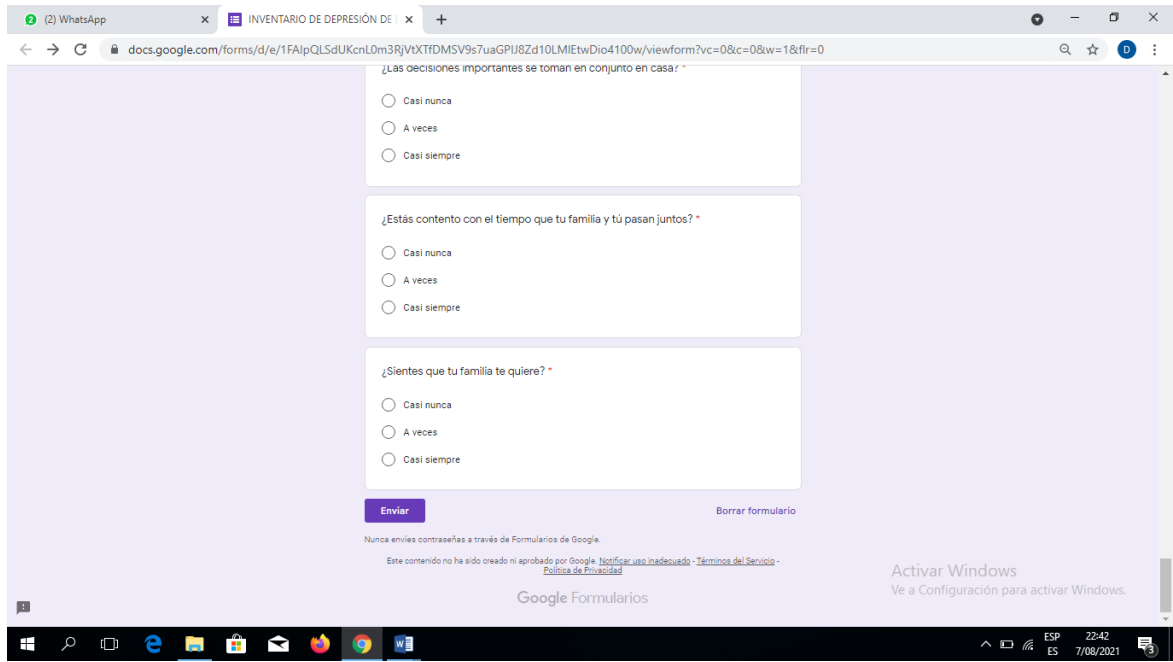 (2) WhatsApp
INVENTARIO DE DEPRESIÓN DE
docs.google.com/forms/d/e/1FAIpQLSdUKcnL0m3RjVtXTfDMSV9s7uaGPlJ8Zd10LMIEtwDio4100w/viewform?vc=0&c=0&w=1&flr=0
D
¿Las decisiones importantes se toman en conjunto en casa? *
Casi nunca
A veces
Casi siempre
¿Estás contento con el tiempo que tu familia y tú pasan juntos? *
Casi nunca
A veces
Casi siempre
¿Sientes que tu familia te quiere? *
Casi nunca
A veces
Casi siempre
Enviar
Borrar formulario
Nunca envíes contraseñas a través de Formularios de Google.
Este contenido no ha sido creado ni aprobado por Google. Notificar uso inadecuado - Términos del Servicio -
Política de Privacidad
Google Formularios
Activar Windows
Ve a Configuración para activar Windows.
ESP
ES
22:42
7/08/2021
3